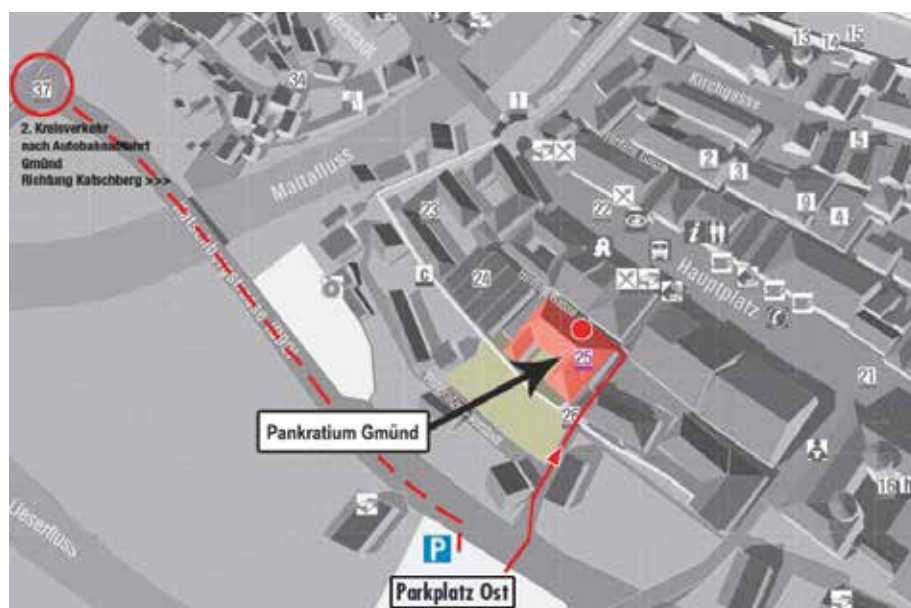 37
2. Kreisverkehr
nach Autobahnabfahrt
Gmünd
Richtung Katschberg >>>
34
1
13
14
15
Kirchgasse
Maltafluss
2
3
5
9
4
23
22
i
Hauptplatz
24
G
25
Pankratium Gmünd
26
21
16
P
Parkplatz Ost
Lieserfluss